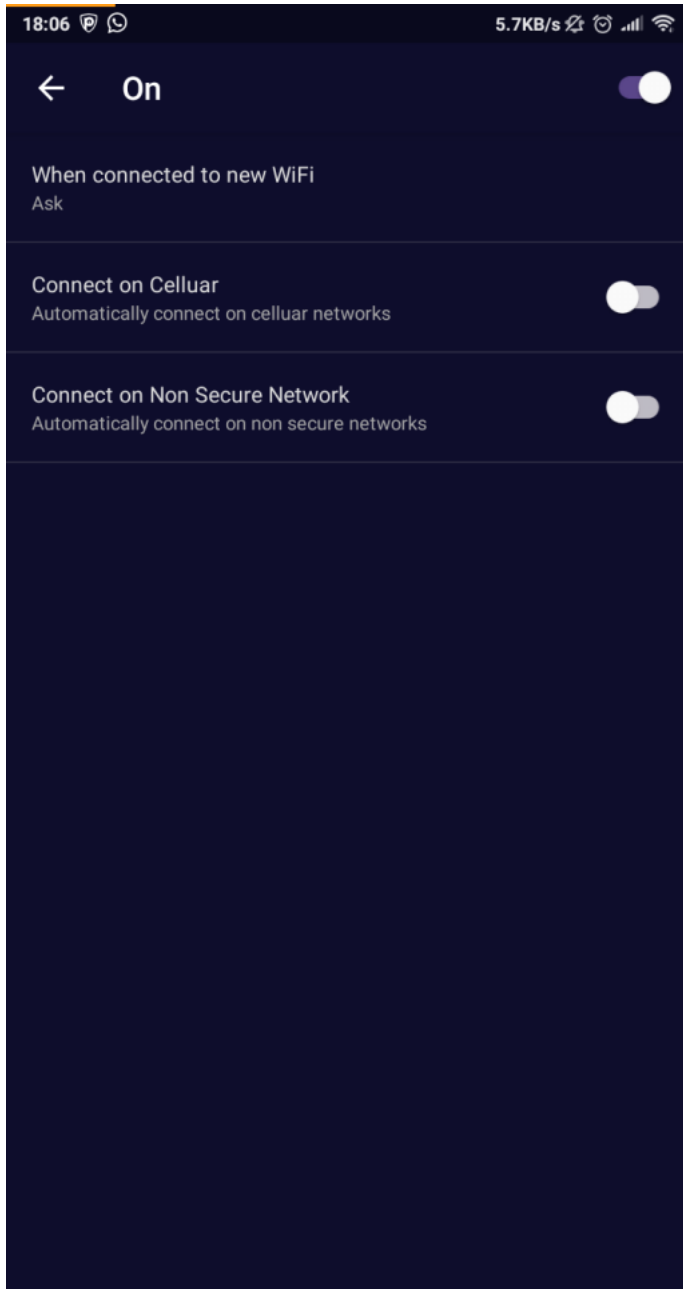 18:06 5.7KB/s
On
When connected to new WiFi
Ask
Connect on Celluar
Automatically connect on celluar networks
Connect on Non Secure Network
Automatically connect on non secure networks